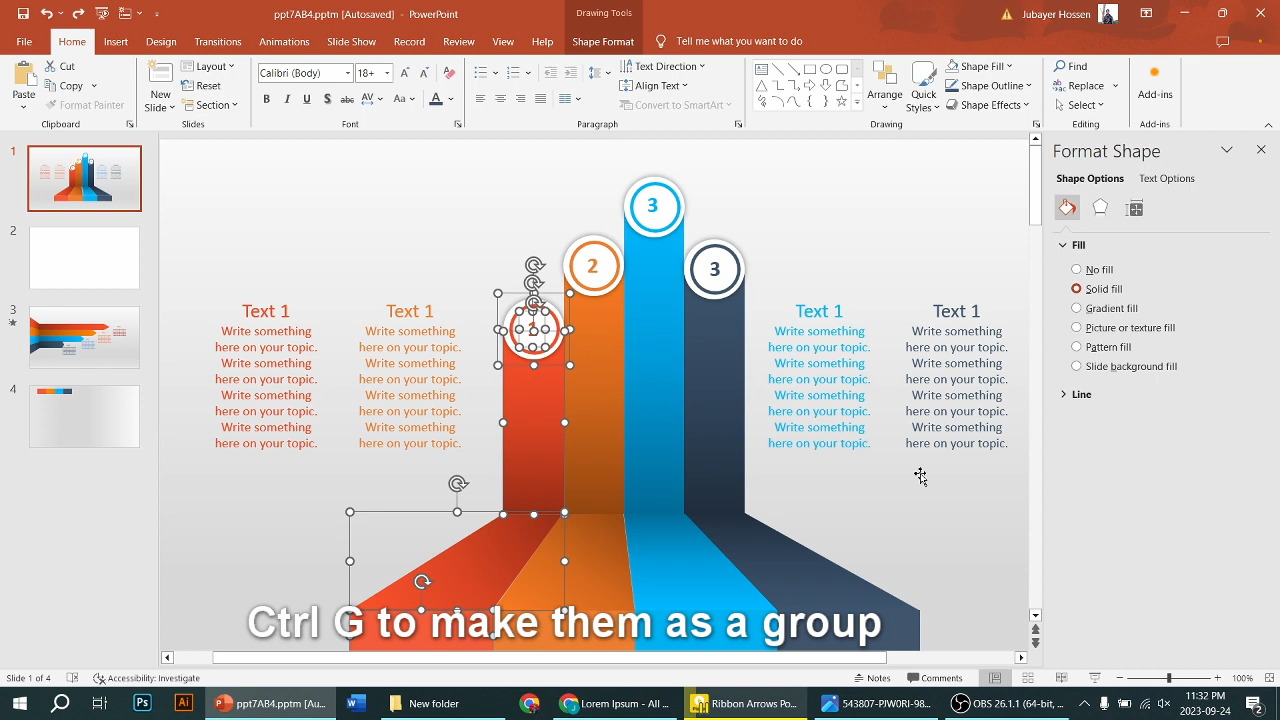 ppt7AB4.pptm [Autosaved] - PowerPoint
Drawing Tools
Jubayer Hossen
File
Home
Insert
Design
Transitions
Animations
Slide Show
Record
Review
View
Help
Shape Format
Tell me what you want to do
Paste
Cut
Copy
Format Painter
Clipboard
New
Slide
Layout
Reset
Section
Slides
Calibri (Body)
18+
Font
Text Direction
Align Text
Convert to SmartArt
Paragraph
Arrange
Quick
Styles
Shape Fill
Shape Outline
Shape Effects
Drawing
Find
Replace
Select
Editing
Add-ins
Add-ins
1
2
3
4
3
2
3
Text 1
Write something
here on your topic.
Write something
here on your topic.
Write something
here on your topic.
Write something
here on your topic.
Text 1
Write something
here on your topic.
Write something
here on your topic.
Write something
here on your topic.
Write something
here on your topic.
Text 1
Write something
here on your topic.
Write something
here on your topic.
Write something
here on your topic.
Write something
here on your topic.
Text 1
Write something
here on your topic.
Write something
here on your topic.
Write something
here on your topic.
Write something
here on your topic.
Ctrl G to make them as a group
Format Shape
Shape Options
Text Options
Fill
No fill
Solid fill
Gradient fill
Picture or texture fill
Pattern fill
Slide background fill
Line
Slide 1 of 4
Accessibility: Investigate
Notes
Comments
100%
ppt7AB4.pptm [Au...
New folder
Lorem Ipsum - All ...
Ribbon Arrows Po...
543807-PJW0RI-98...
OBS 26.1.1 (64-bit, ...
11:32 PM
2023-09-24